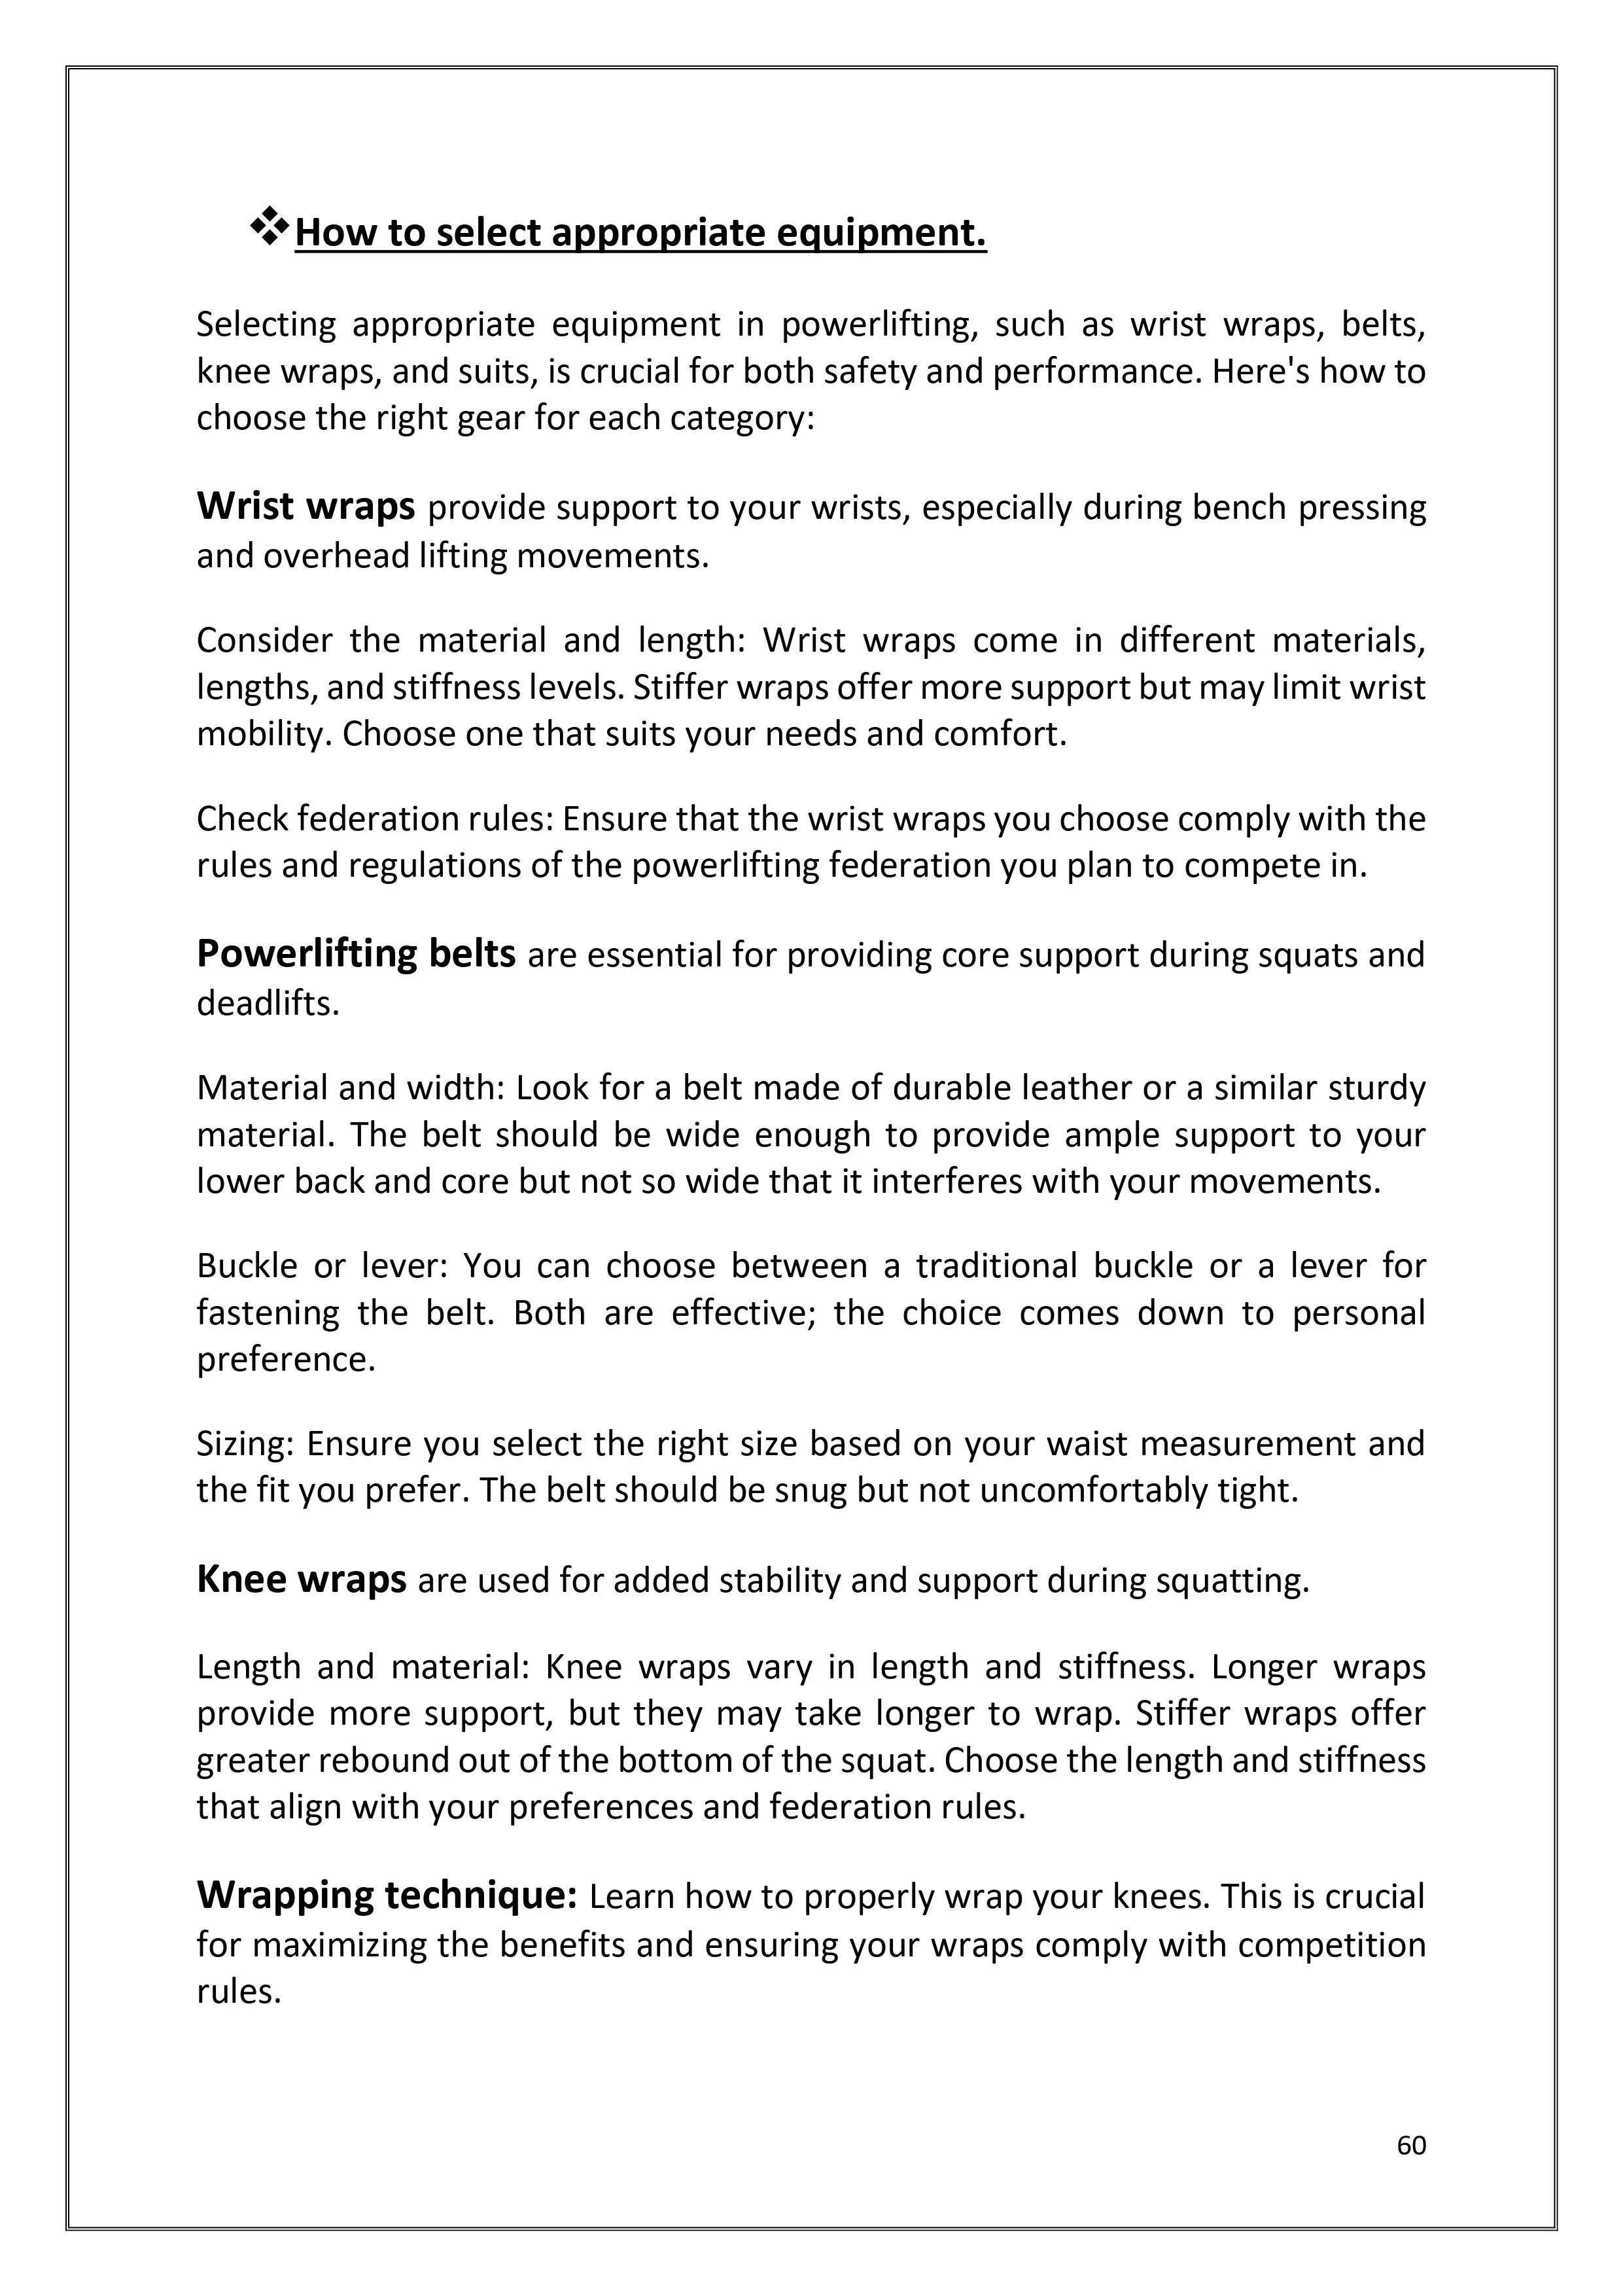 ❖How to select appropriate equipment.
Selecting appropriate equipment in powerlifting, such as wrist wraps, belts,
knee wraps, and suits, is crucial for both safety and performance. Here's how to
choose the right gear for each category:
Wrist wraps provide support to your wrists, especially during bench pressing
and overhead lifting movements.
Consider the material and length: Wrist wraps come in different materials,
lengths, and stiffness levels. Stiffer wraps offer more support but may limit wrist
mobility. Choose one that suits your needs and comfort.
Check federation rules: Ensure that the wrist wraps you choose comply with the
rules and regulations of the powerlifting federation you plan to compete in.
Powerlifting belts are essential for providing core support during squats and
deadlifts.
Material and width: Look for a belt made of durable leather or a similar sturdy
material. The belt should be wide enough to provide ample support to your
lower back and core but not so wide that it interferes with your movements.
Buckle or lever: You can choose between a traditional buckle or a lever for
fastening the belt. Both are effective; the choice comes down to personal
preference.
Sizing: Ensure you select the right size based on your waist measurement and
the fit you prefer. The belt should be snug but not uncomfortably tight.
Knee wraps are used for added stability and support during squatting.
Length and material: Knee wraps vary in length and stiffness. Longer wraps
provide more support, but they may take longer to wrap. Stiffer wraps offer
greater rebound out of the bottom of the squat. Choose the length and stiffness
that align with your preferences and federation rules.
Wrapping technique: Learn how to properly wrap your knees. This is crucial
for maximizing the benefits and ensuring your wraps comply with competition
rules.
60